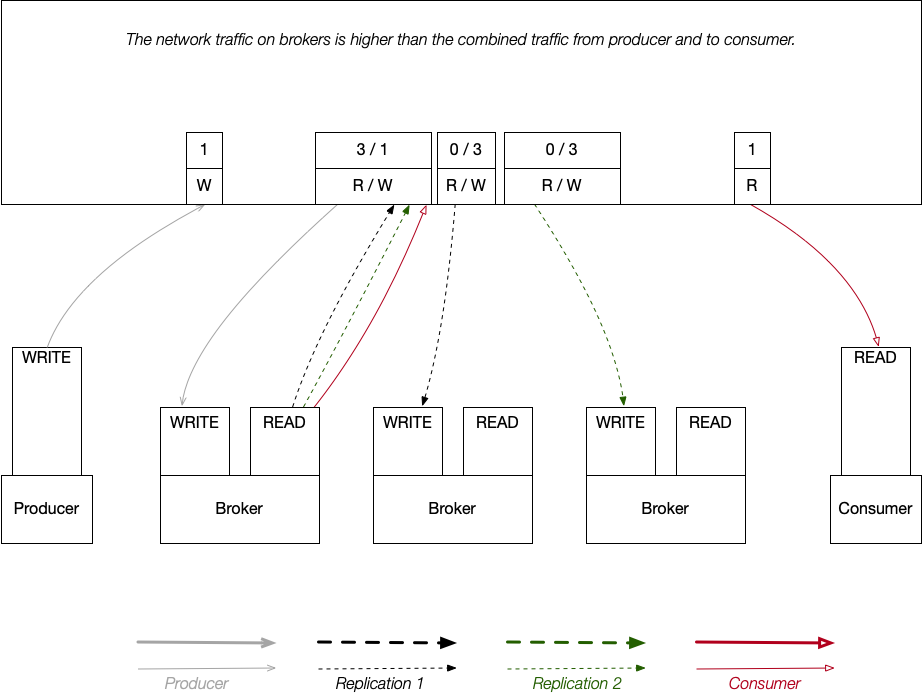 The network traffic on brokers is higher than the combined traffic from producer and to consumer.
1 3 / 1 0 / 3 0 / 3 1
W R / W R / W R / W R
WRITE READ
WRITE READ WRITE READ WRITE READ
Producer Broker Broker Broker Consumer
Producer Replication 1 Replication 2 Consumer